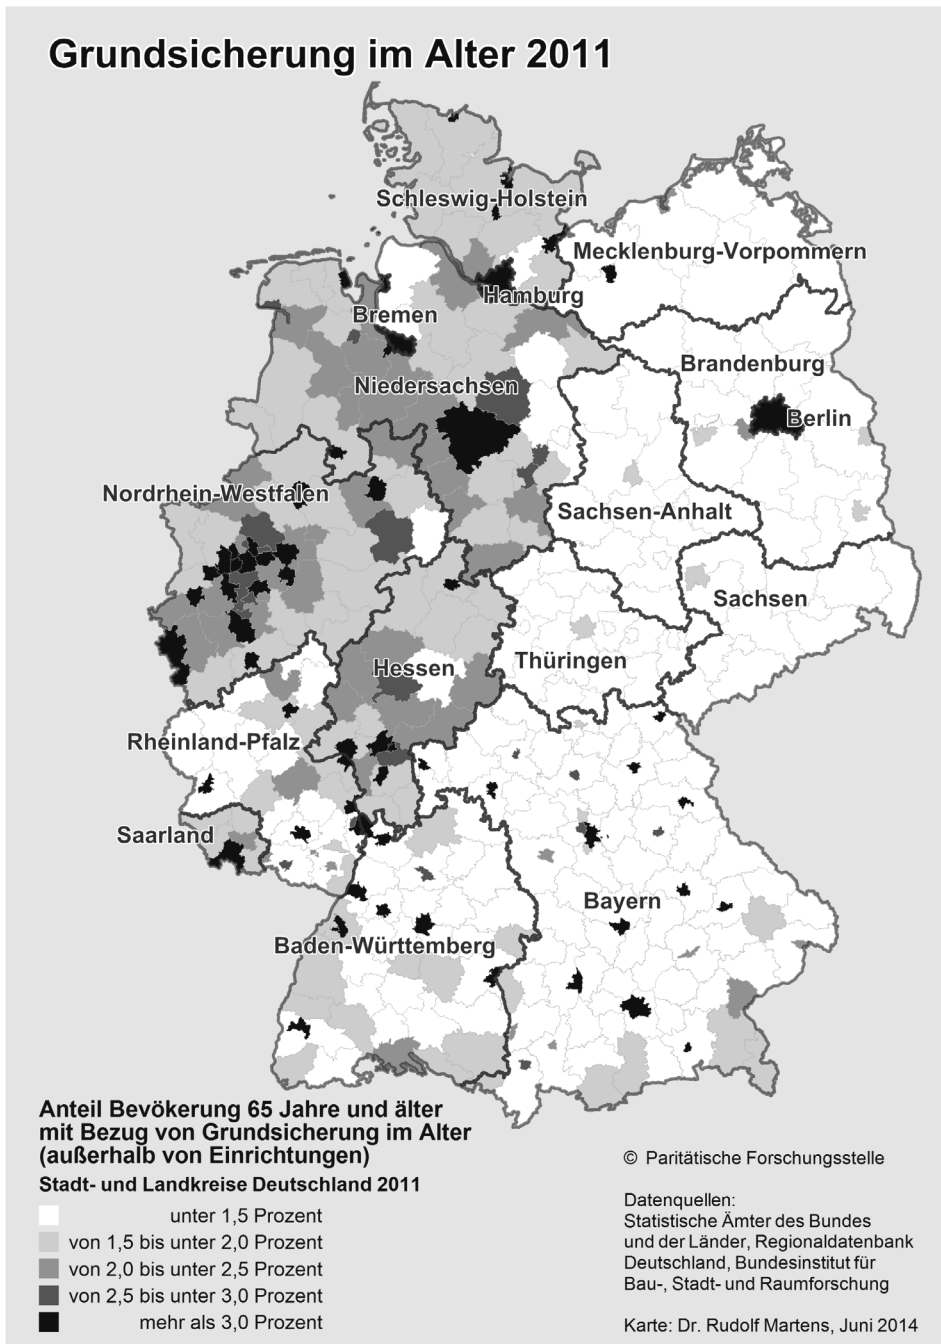 Grundsicherung im Alter 2011
Schleswig-Holstein
Mecklenburg-Vorpommern
Hamburg
Bremen
Brandenburg
Niedersachsen
Berlin
Nordrhein-Westfalen
Sachsen-Anhalt
Sachsen
Hessen
Thüringen
Rheinland-Pfalz
Saarland
Bayern
Baden-Württemberg
Anteil Bevökerung 65 Jahre und älter
mit Bezug von Grundsicherung im Alter
(außerhalb von Einrichtungen)
Stadt- und Landkreise Deutschland 2011
unter 1,5 Prozent
von 1,5 bis unter 2,0 Prozent
von 2,0 bis unter 2,5 Prozent
von 2,5 bis unter 3,0 Prozent
mehr als 3,0 Prozent
© Paritätische Forschungsstelle
Datenquellen:
Statistische Ämter des Bundes
und der Länder, Regionaldatenbank
Deutschland, Bundesinstitut für
Bau-, Stadt- und Raumforschung
Karte: Dr. Rudolf Martens, Juni 2014